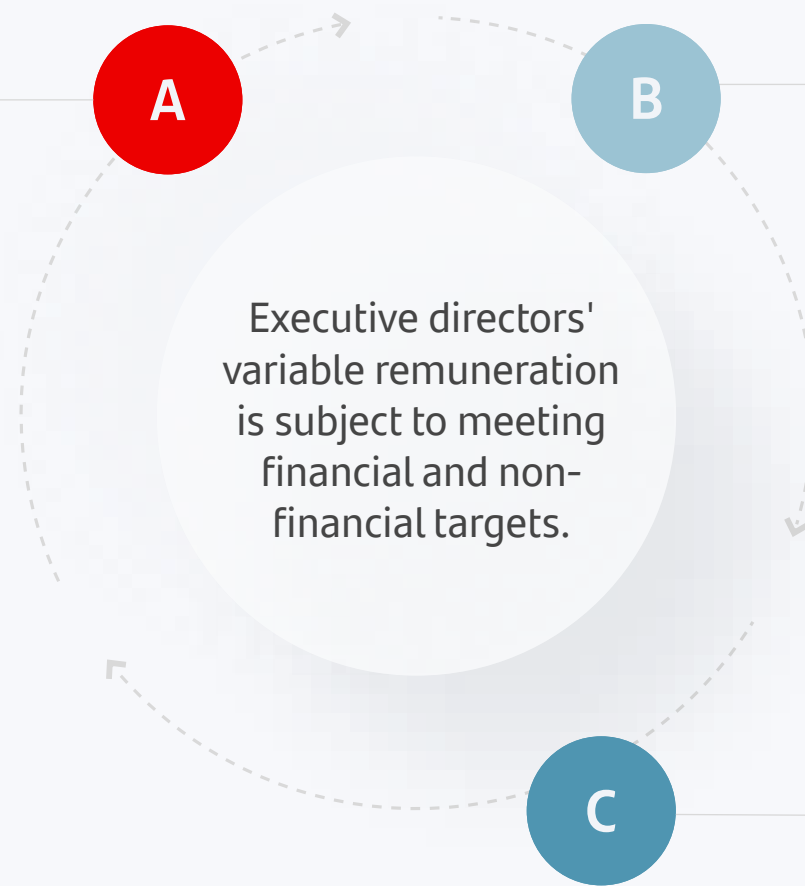 A
B
Executive directors'
variable remuneration
is subject to meeting
financial and non-
financial targets.
C